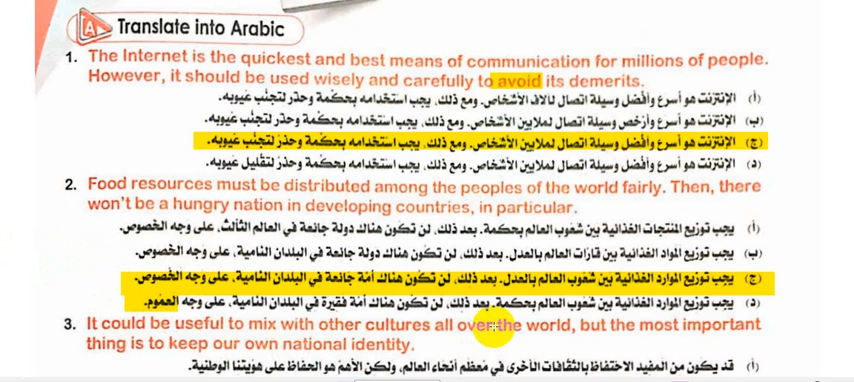 A Translate into Arabic
1. The Internet is the quickest and best means of communication for millions of people.
However, it should be used wisely and carefully to avoid its demerits.
(أ) الإنترنت هو أسرع وأفضل وسيلة اتصال لآلاف الأشخاص. ومع ذلك، يجب استخدامه بحكمة وحذر لتجنُب عيوبه.
(ب) الإنترنت هو أسرع وأرخص وسيلة اتصال لملايين الأشخاص. ومع ذلك، يجب استخدامه بحكمة وحذر لتجنُب عيوبه.
(ج) الإنترنت هو أسرع وأفضل وسيلة اتصال لملايين الأشخاص. ومع ذلك، يجب استخدامه بحكمة وحذر لتجنُب عيوبه.
(د) الإنترنت هو أسرع وأفضل وسيلة اتصال لملايين الأشخاص. ومع ذلك، يجب استخدامه بحكمة وحذر لتقليل عيوبه.
2. Food resources must be distributed among the peoples of the world fairly. Then, there
won't be a hungry nation in developing countries, in particular.
(أ) يجب توزيع المنتجات الغذائية بين شعوب العالم بحكمة. بعد ذلك، لن تكون هناك دولة جائعة في العالم الثالث، على وجه الخصوص.
(ب) يجب توزيع المواد الغذائية بين قارات العالم بالعدل. بعد ذلك، لن تكون هناك دولة جائعة في البلدان النامية، على وجه الخصوص.
(ج) يجب توزيع الموارد الغذائية بين شعوب العالم بالعدل. بعد ذلك، لن تكون هناك أمة جائعة في البلدان النامية، على وجه الخصوص.
(د) يجب توزيع الموارد الغذائية بين شعوب العالم بحكمة. بعد ذلك، لن تكون هناك أمة فقيرة في البلدان النامية، على وجه العموم.
3. It could be useful to mix with other cultures all over the world, but the most important
thing is to keep our own national identity.
(أ) قد يكون من المفيد الاحتفاظ بالثقافات الأخرى في معظم أنحاء العالم، ولكن الأهم هو الحفاظ على هويتنا الوطنية.